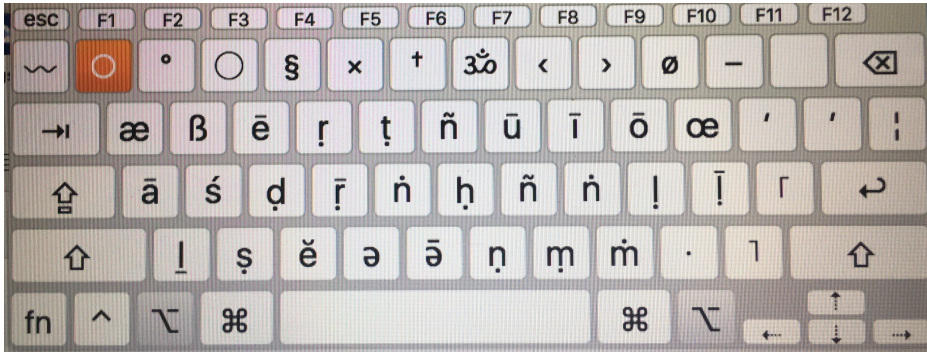 esc F1 F2 F3 F4 F5 F6 F7 F8 F9 F10 F11 F12
〰 ○ ° ◯ § × † ॐ ‹ › ø – ⌫
⇥ æ ß ē ṛ ṭ ñ ū ī ō œ ʹ ʹ ¦
⇪ ā ś ḍ ṝ ṅ ḥ ñ ṅ ḷ ḹ ⸢ ↩
⇧ ḻ ṣ ĕ ə ə̄ ṇ ṃ ṁ · ⸣ ⇧
fn ^ ⌥ ⌘ ⌘ ⌥ ⇠ ⇡ ⇣ ⇢